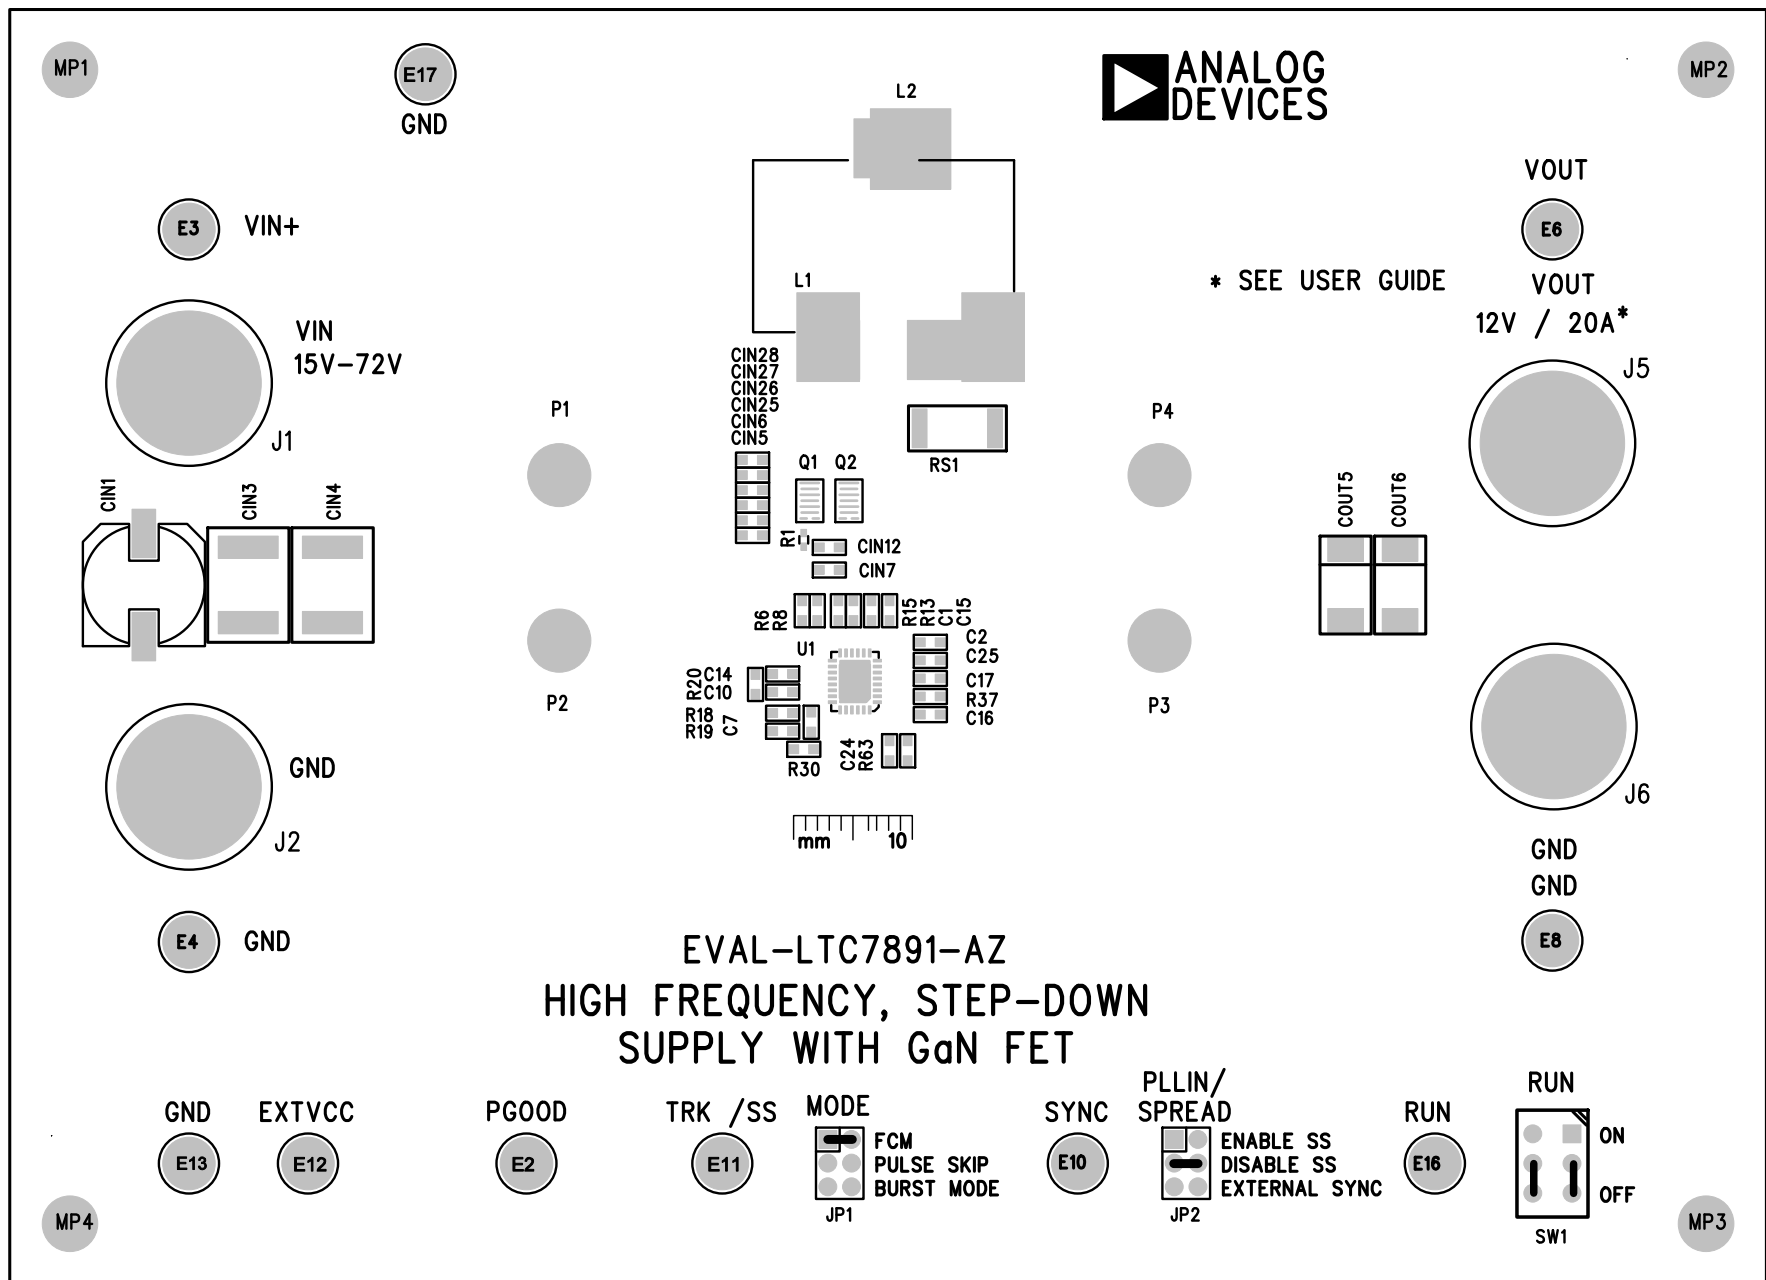 MP1
E17
GND
L2
ANALOG
DEVICES
MP2
VOUT
E3
VIN+
E6
L1
* SEE USER GUIDE
VOUT
12V / 20A*
VIN
15V-72V
J1
J5
CIN28
CIN27
CIN26
CIN25
CIN6
CIN5
P1
P4
Q1
Q2
RS1
CIN1
CIN3
CIN4
COUT5
COUT6
R1
CIN12
CIN7
R6
R8
R15
R13
C1
C15
U1
C2
C25
C17
R37
C16
R20
C14
C10
R18
R19
C7
R30
C24
R63
P2
P3
GND
J2
J6
mm 10
GND
GND
E4
GND
E8
EVAL-LTC7891-AZ
HIGH FREQUENCY, STEP-DOWN
SUPPLY WITH GaN FET
GND
E13
EXTVCC
E12
PGOOD
E2
TRK /SS
E11
MODE
FCM
PULSE SKIP
BURST MODE
JP1
SYNC
E10
PLLIN/
SPREAD
ENABLE SS
DISABLE SS
EXTERNAL SYNC
JP2
RUN
E16
RUN
ON
OFF
SW1
MP4
MP3